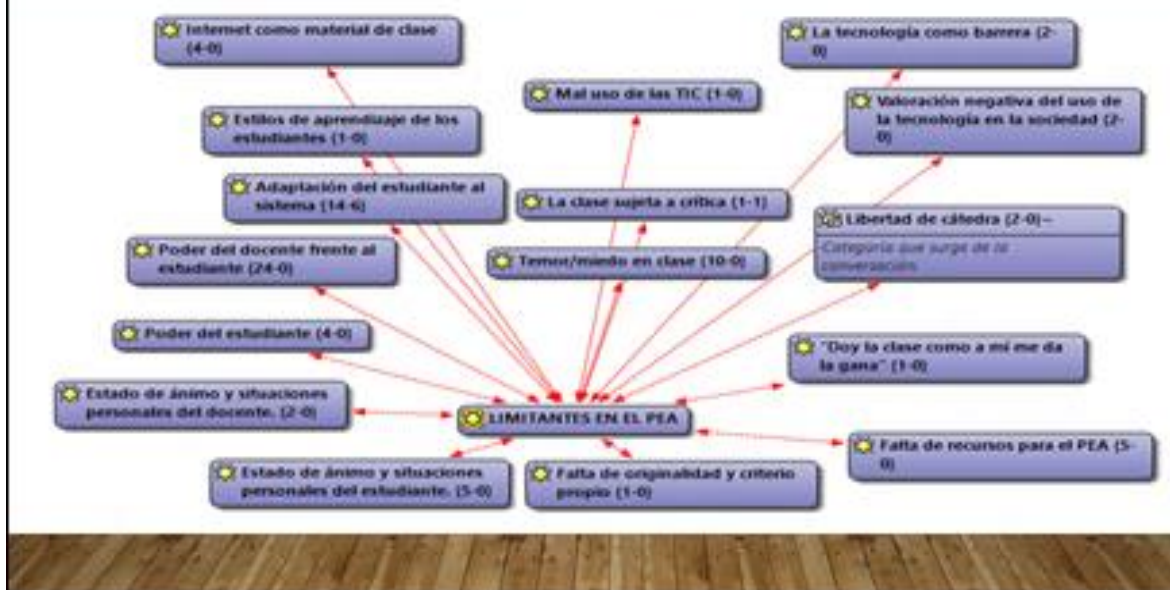 Internet como material de clase
(4-0)
La tecnología como barrera (2-
0)
Mal uso de las TIC (1-0)
Valoración negativa del uso de
la tecnología en la sociedad (2-
0)
Estilos de aprendizaje de los
estudiantes (1-0)
Adaptación del estudiante al
sistema (14-6)
La clase sujeta a crítica (1-1)
Libertad de cátedra (2-0)~
Categoría que surge de la
conversación
Poder del docente frente al
estudiante (24-0)
Temor/miedo en clase (10-0)
Poder del estudiante (4-0)
"Doy la clase como a mí me da
la gana" (1-0)
Estado de ánimo y situaciones
personales del docente. (2-0)
LIMITANTES EN EL PEA
Falta de recursos para el PEA (5-
0)
Estado de ánimo y situaciones
personales del estudiante. (5-0)
Falta de originalidad y criterio
propio (1-0)